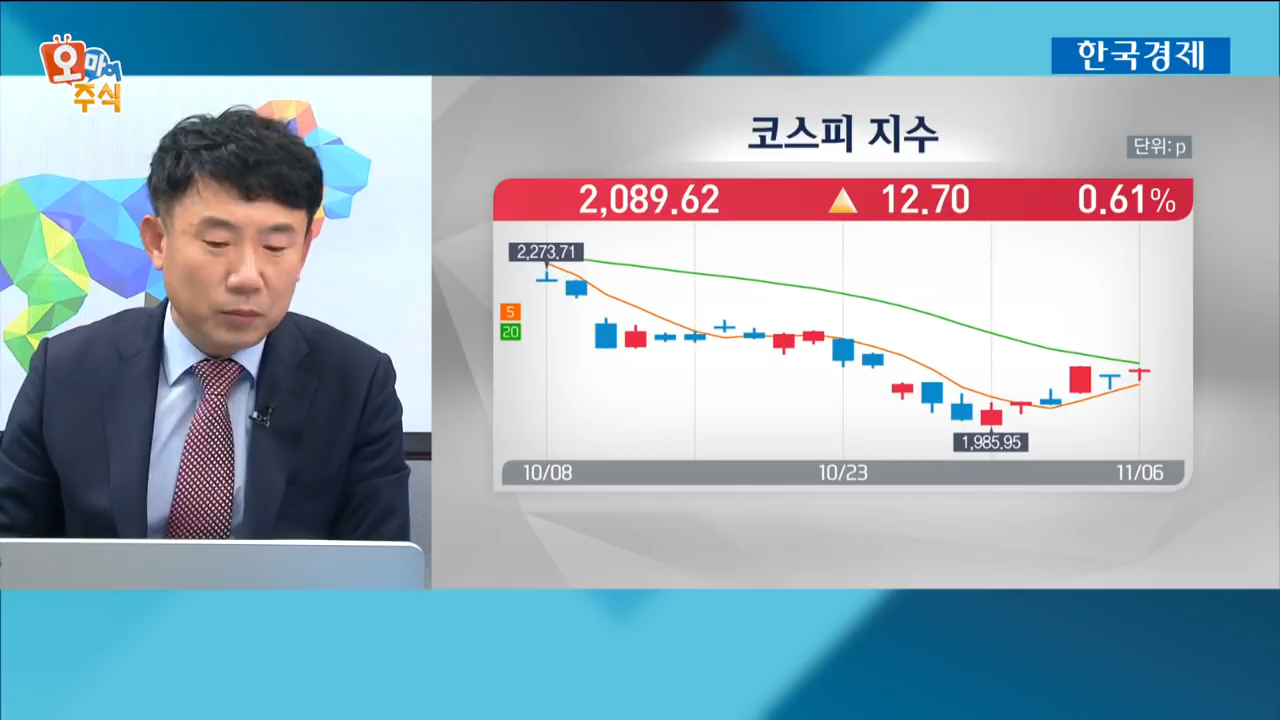 오마이
주식
한국경제
코스피 지수
단위: p
2,089.62 ▲ 12.70 0.61%
2,273.71
5
20
1,985.95
10/08 10/23 11/06